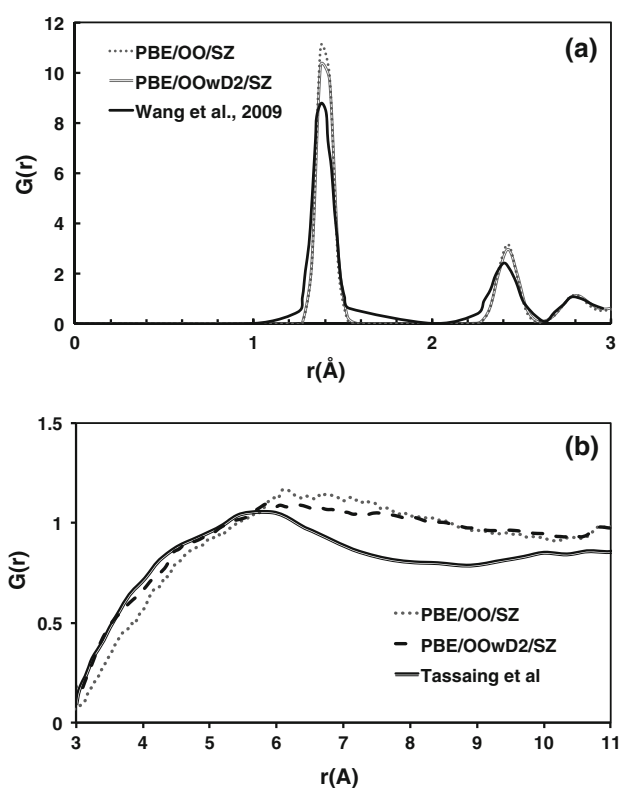 12
10
8
6
4
2
0
G(r)
(a)
PBE/OO/SZ
PBE/OOwD2/SZ
Wang et al., 2009
0 1 2 3
r(Å)
1.5
1
0.5
0
G(r)
(b)
PBE/OO/SZ
PBE/OOwD2/SZ
Tassaing et al
3 4 5 6 7 8 9 10 11
r(A)